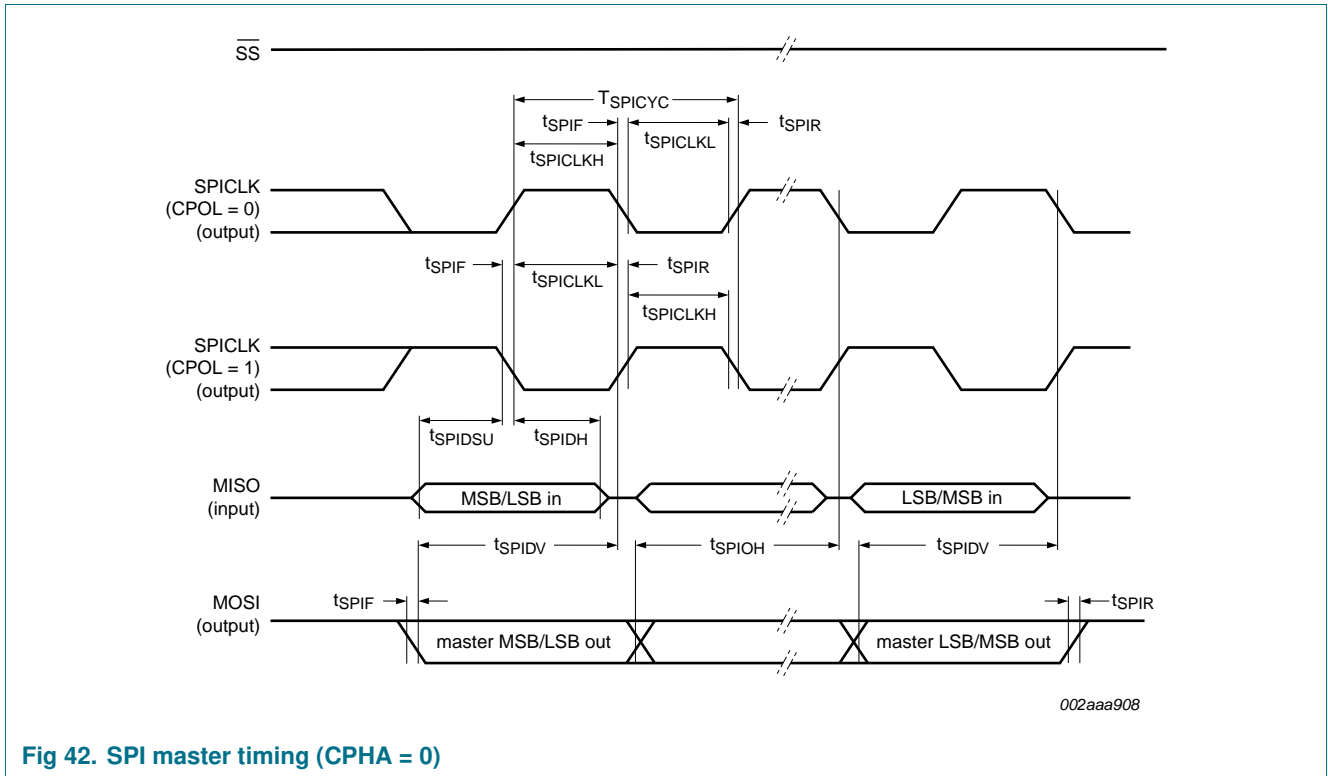 SS
TSPICYC
tSPIF
tSPICLKL
tSPIR
tSPICLKH
SPICLK
(CPOL = 0)
(output)
tSPIF
tSPICLKL
tSPIR
tSPICLKH
SPICLK
(CPOL = 1)
(output)
tSPIDSU
tSPIDH
MISO
(input)
MSB/LSB in
LSB/MSB in
tSPIDV
tSPIOH
tSPIDV
MOSI
(output)
tSPIF
tSPIR
master MSB/LSB out
master LSB/MSB out
002aaa908
Fig 42. SPI master timing (CPHA = 0)